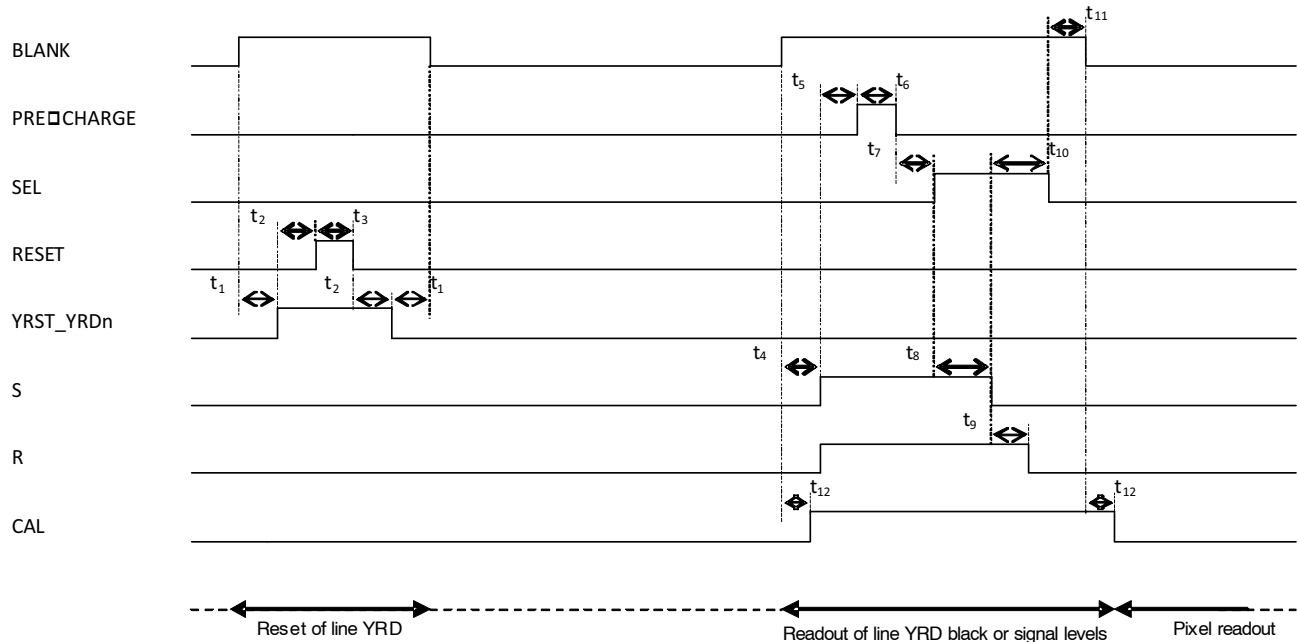 t11
BLANK
t5
t6
PRE□CHARGE
t7
t10
SEL
t2
t3
RESET
t1
t2
t1
YRST_YRDn
t4
t8
S
t9
R
t12
t12
CAL
Reset of line YRD
Readout of line YRD black or signal levels
Pixel readout